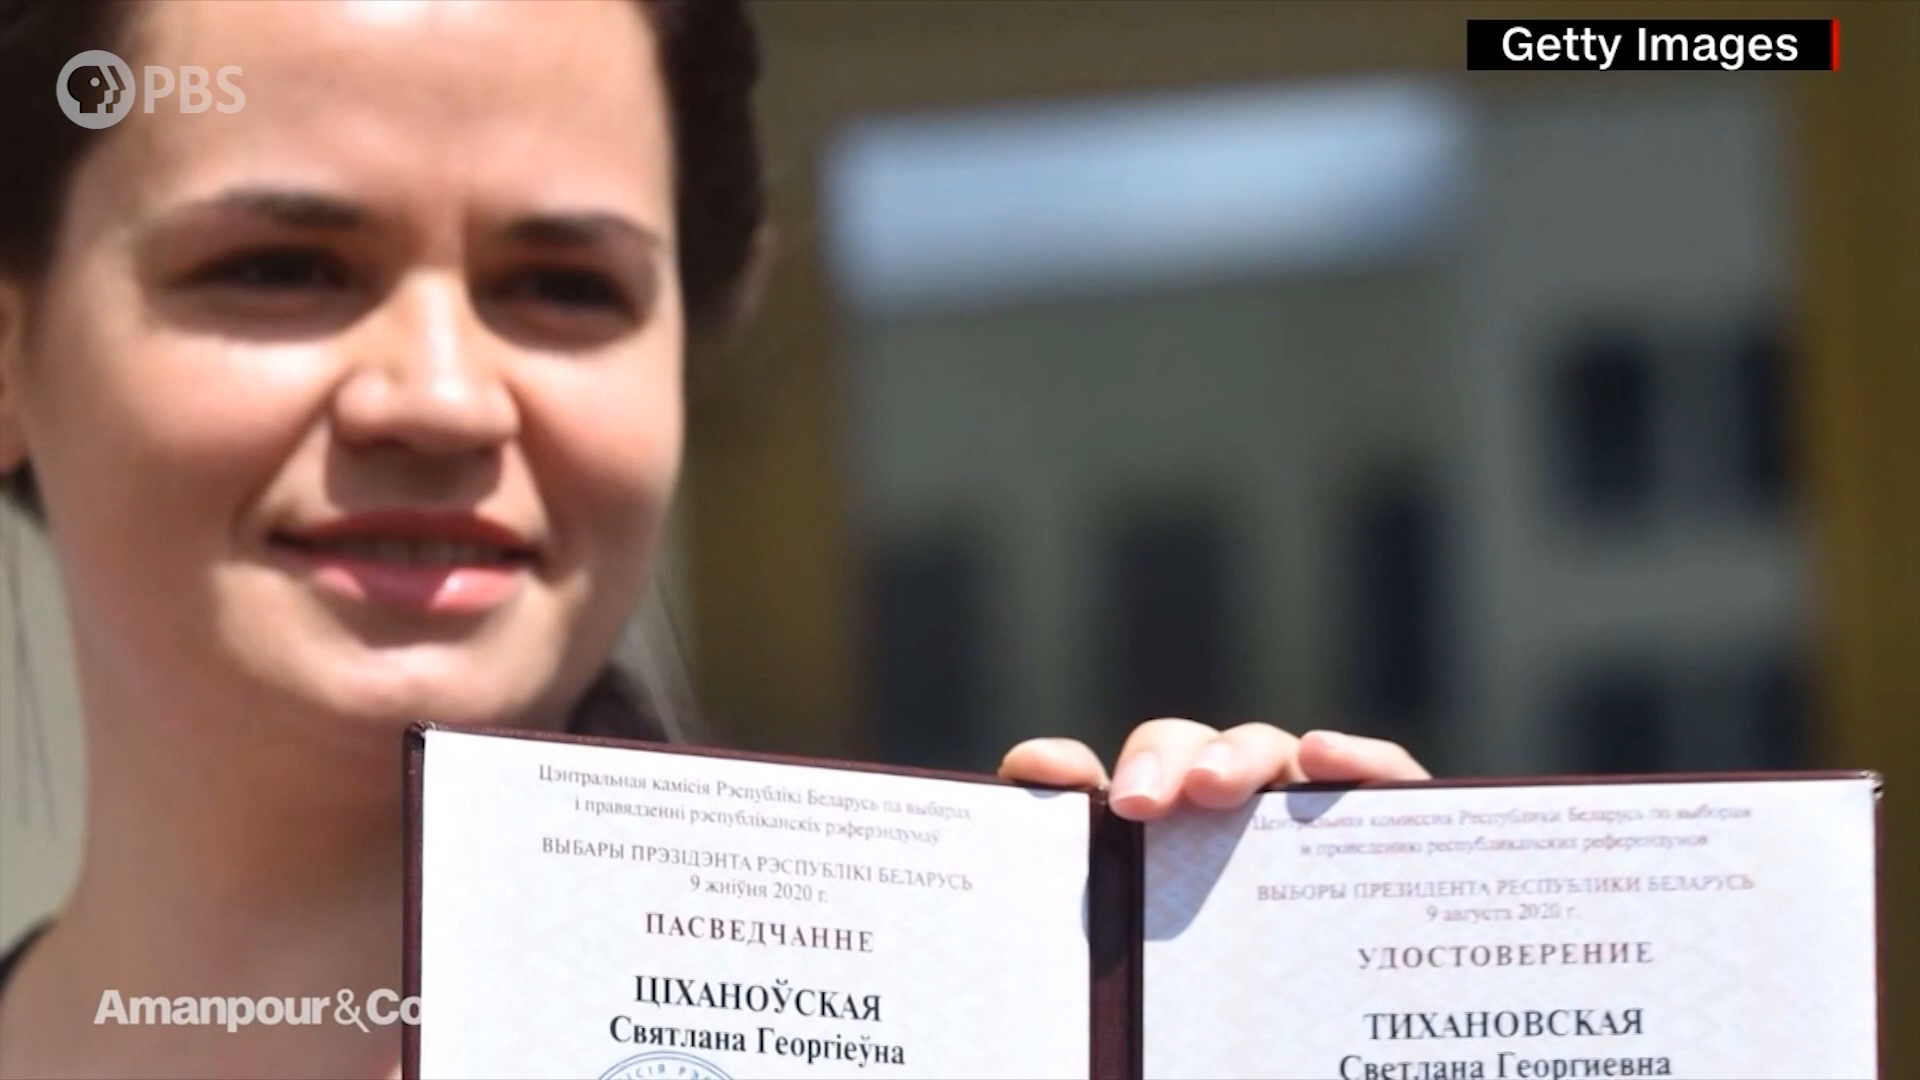 PBS
Getty Images
Цэнтральная камісія Рэспублікі Беларусь па выбарах
і правядзенні рэспубліканскіх рэферэндумаў
ВЫБАРЫ ПРЭЗІДЭНТА РЭСПУБЛІКІ БЕЛАРУСЬ
9 жніўня 2020 г.
ПАСВЕДЧАННЕ
ЦІХАНОЎСКАЯ
Святлана Георгіеўна
Центральная комиссия Республики Беларусь по выборам
и проведению республиканских референдумов
ВЫБОРЫ ПРЕЗИДЕНТА РЕСПУБЛИКИ БЕЛАРУСЬ
9 августа 2020 г.
УДОСТОВЕРЕНИЕ
ТИХАНОВСКАЯ
Светлана Георгиевна
Amanpour&Co